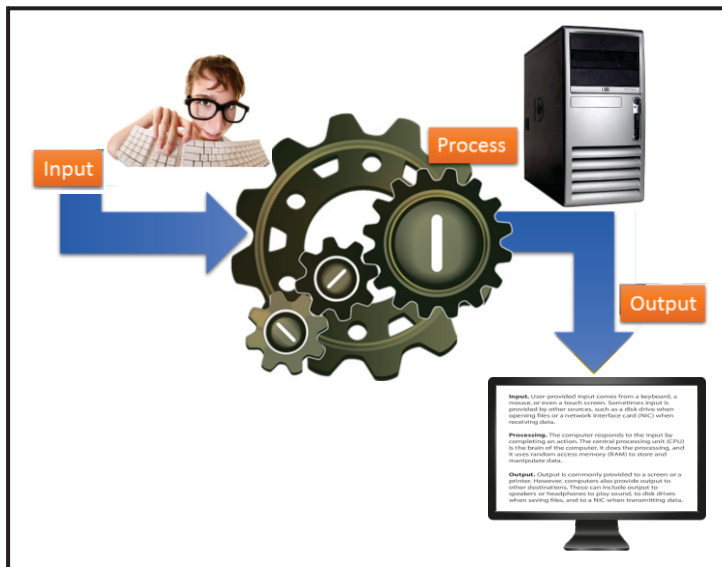 Input
Process
Output
Input. User-provided input comes from a keyboard, a
mouse, or even a touch screen. Sometimes input is
provided by other sources, such as a disk drive when
opening files or a network interface card (NIC) when
receiving data.
Processing. The computer responds to the input by
completing an action. The central processing unit (CPU)
is the brain of the computer. It does the processing, and
it uses random access memory (RAM) to store and
manipulate data.
Output. Output is commonly provided to a screen or a
printer. However, computers also provide output to
other destinations. These can include output to
speakers or headphones to play sound, to disk drives
when saving files, and to a NIC when transmitting data.